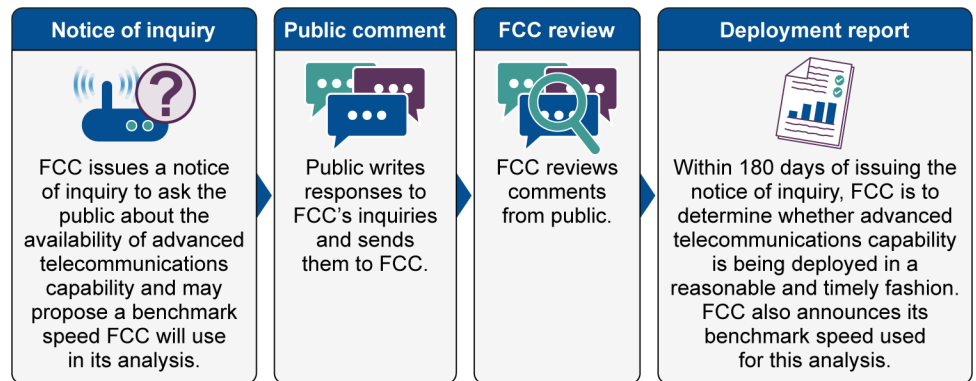 Notice of inquiry
FCC issues a notice
of inquiry to ask the
public about the
availability of advanced
telecommunications
capability and may
propose a benchmark
speed FCC will use
in its analysis.
Public comment
Public writes
responses to
FCC's inquiries
and sends
them to FCC.
FCC review
FCC reviews
comments
from public.
Deployment report
Within 180 days of issuing the
notice of inquiry, FCC is to
determine whether advanced
telecommunications capability
is being deployed in a
reasonable and timely fashion.
FCC also announces its
benchmark speed used
for this analysis.